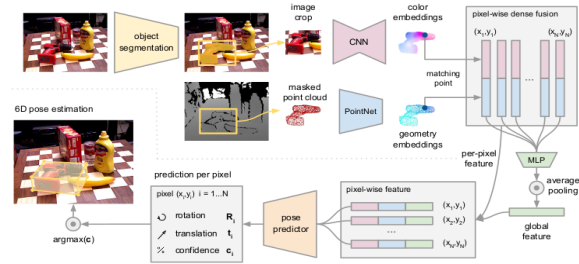 object
segmentation
image
crop
CNN
color
embeddings
pixel-wise dense fusion
(x₁,y₁)
(xₙ,yₙ)
...
matching
point
masked
point cloud
PointNet
geometry
embeddings
6D pose estimation
per-pixel
feature
MLP
average
pooling
global
feature
prediction per pixel
pixel (xᵢ,yᵢ) i = 1...N
rotation Rᵢ
translation tᵢ
confidence cᵢ
pose
predictor
pixel-wise feature
(x₁,y₁)
(x₂,y₂)
...
(xₙ,yₙ)
argmax(c)